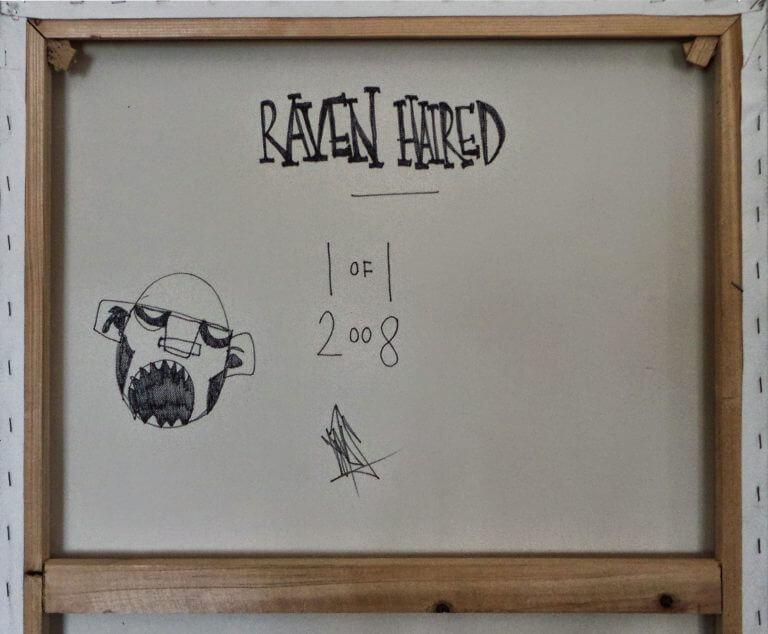 RAVEN HAIRED
1 OF 1
2008